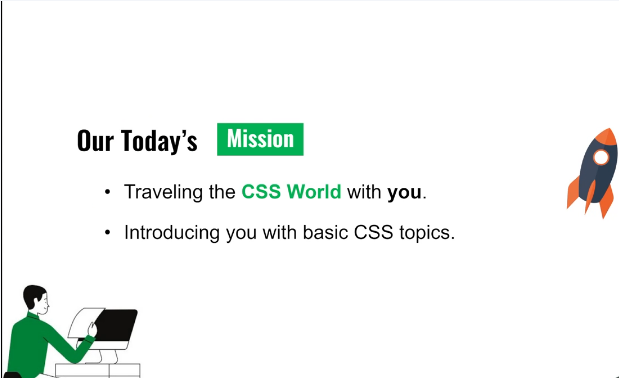 Our Today's Mission
• Traveling the CSS World with you.
• Introducing you with basic CSS topics.